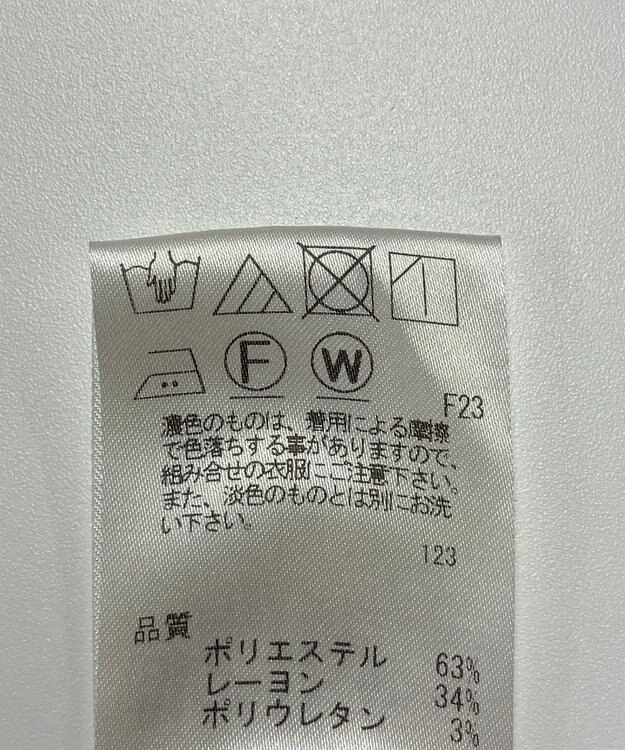 F W
F23
濃色のものは、着用による摩擦
で色落ちする事がありますので、
組み合せの衣服にご注意下さい。
また、淡色のものとは別にお洗
い下さい。
123
品質
ポリエステル 63%
レーヨン 34%
ポリウレタン 3%